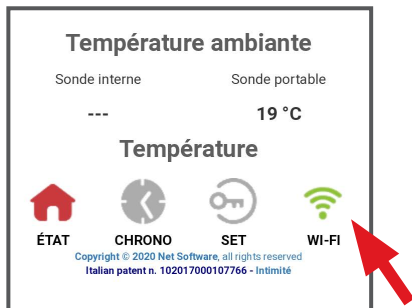 Température ambiante
Sonde interne Sonde portable
--- 19 °C
Température
ÉTAT CHRONO SET WI-FI
Copyright © 2020 Net Software, all rights reserved
Italian patent n. 102017000107766 - Intimité